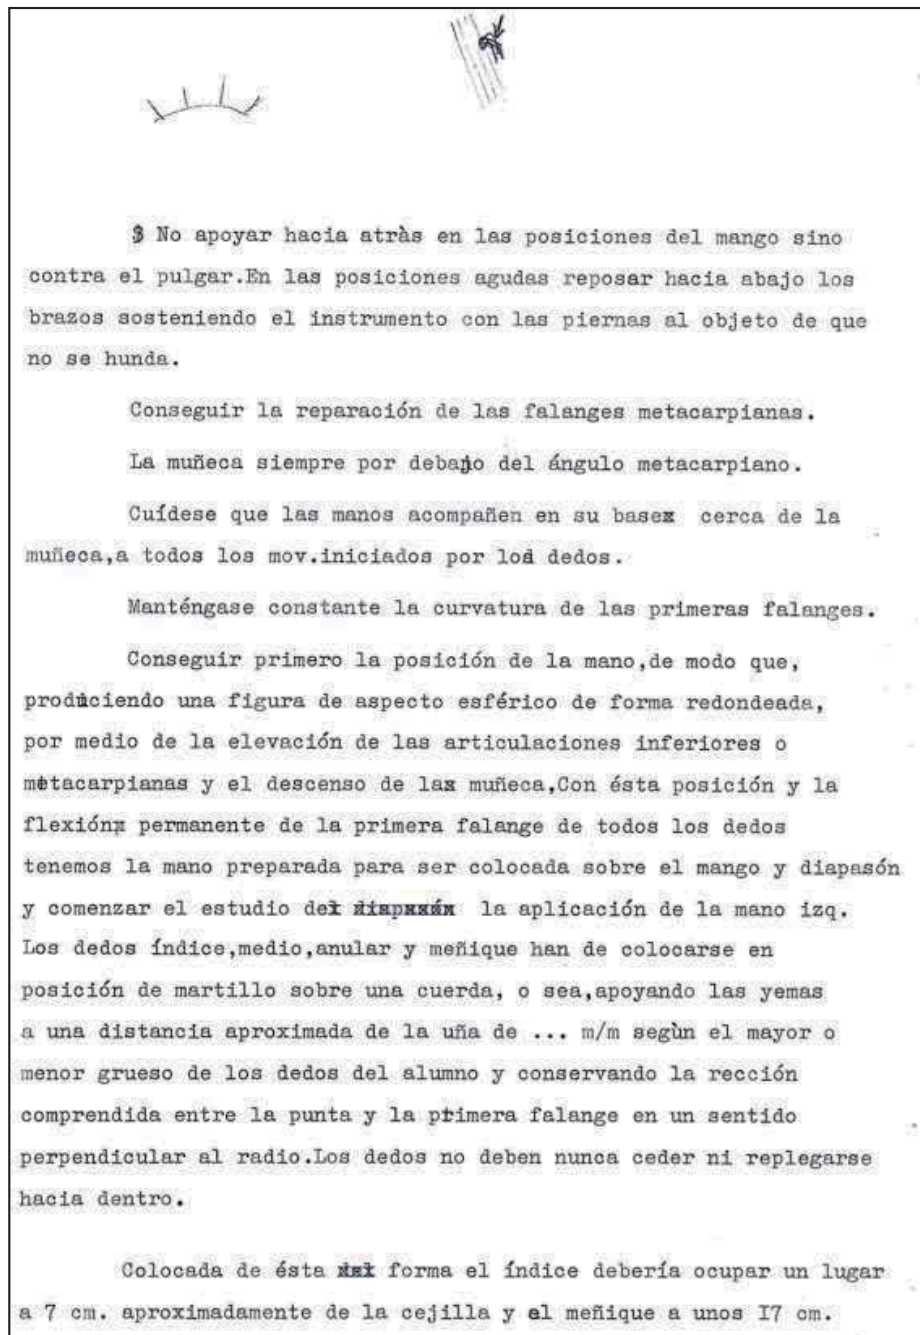 3 No apoyar hacia atràs en las posiciones del mango sino
contra el pulgar.En las posiciones agudas reposar hacia abajo los
brazos sosteniendo el instrumento con las piernas al objeto de que
no se hunda.
Conseguir la reparación de las falanges metacarpianas.
La muñeca siempre por debajo del ángulo metacarpiano.
Cuídese que las manos acompañen en su basex cerca de la
muñeca,a todos los mov.iniciados por los dedos.
Manténgase constante la curvatura de las primeras falanges.
Conseguir primero la posición de la mano,de modo que,
produciendo una figura de aspecto esférico de forma redondeada,
por medio de la elevación de las articulaciones inferiores o
metacarpianas y el descenso de lax muñeca,Con ésta posición y la
flexiónx permanente de la primera falange de todos los dedos
tenemos la mano preparada para ser colocada sobre el mango y diapasón
y comenzar el estudio de la aplicación de la mano izq.
Los dedos índice,medio,anular y meñique han de colocarse en
posición de martillo sobre una cuerda, o sea,apoyando las yemas
a una distancia aproximada de la uña de ... m/m segùn el mayor o
menor grueso de los dedos del alumno y conservando la rección
comprendida entre la punta y la primera falange en un sentido
perpendicular al radio.Los dedos no deben nunca ceder ni replegarse
hacia dentro.
Colocada de ésta forma el índice debería ocupar un lugar
a 7 cm. aproximadamente de la cejilla y el meñique a unos I7 cm.